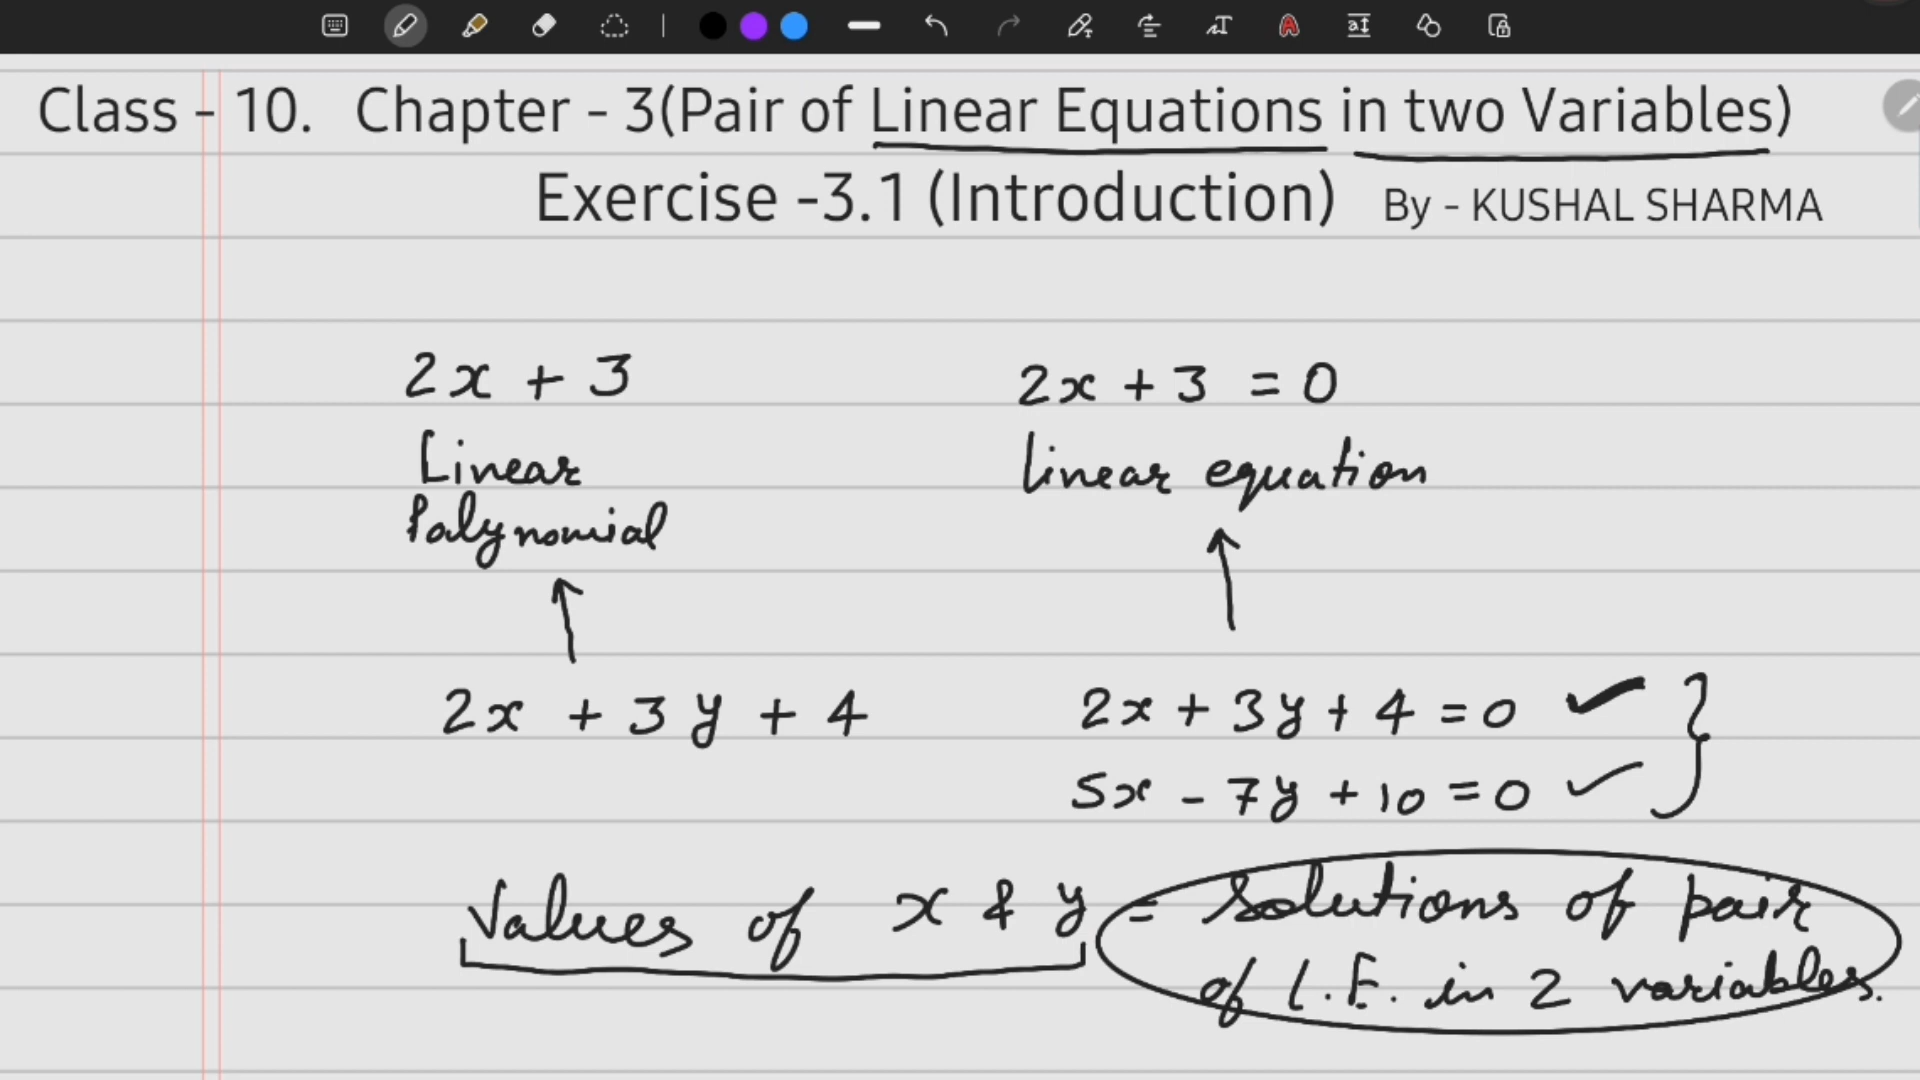 Class - 10. Chapter - 3(Pair of Linear Equations in two Variables)
Exercise -3.1 (Introduction) By - KUSHAL SHARMA
2x + 3
2x + 3 = 0
Linear
Polynomial
linear equation
2x + 3y + 4
2x + 3y + 4 = 0 ✓
5x - 7y + 10 = 0 ✓
Values of x & y = Solutions of pair
of L.E. in 2 variables.